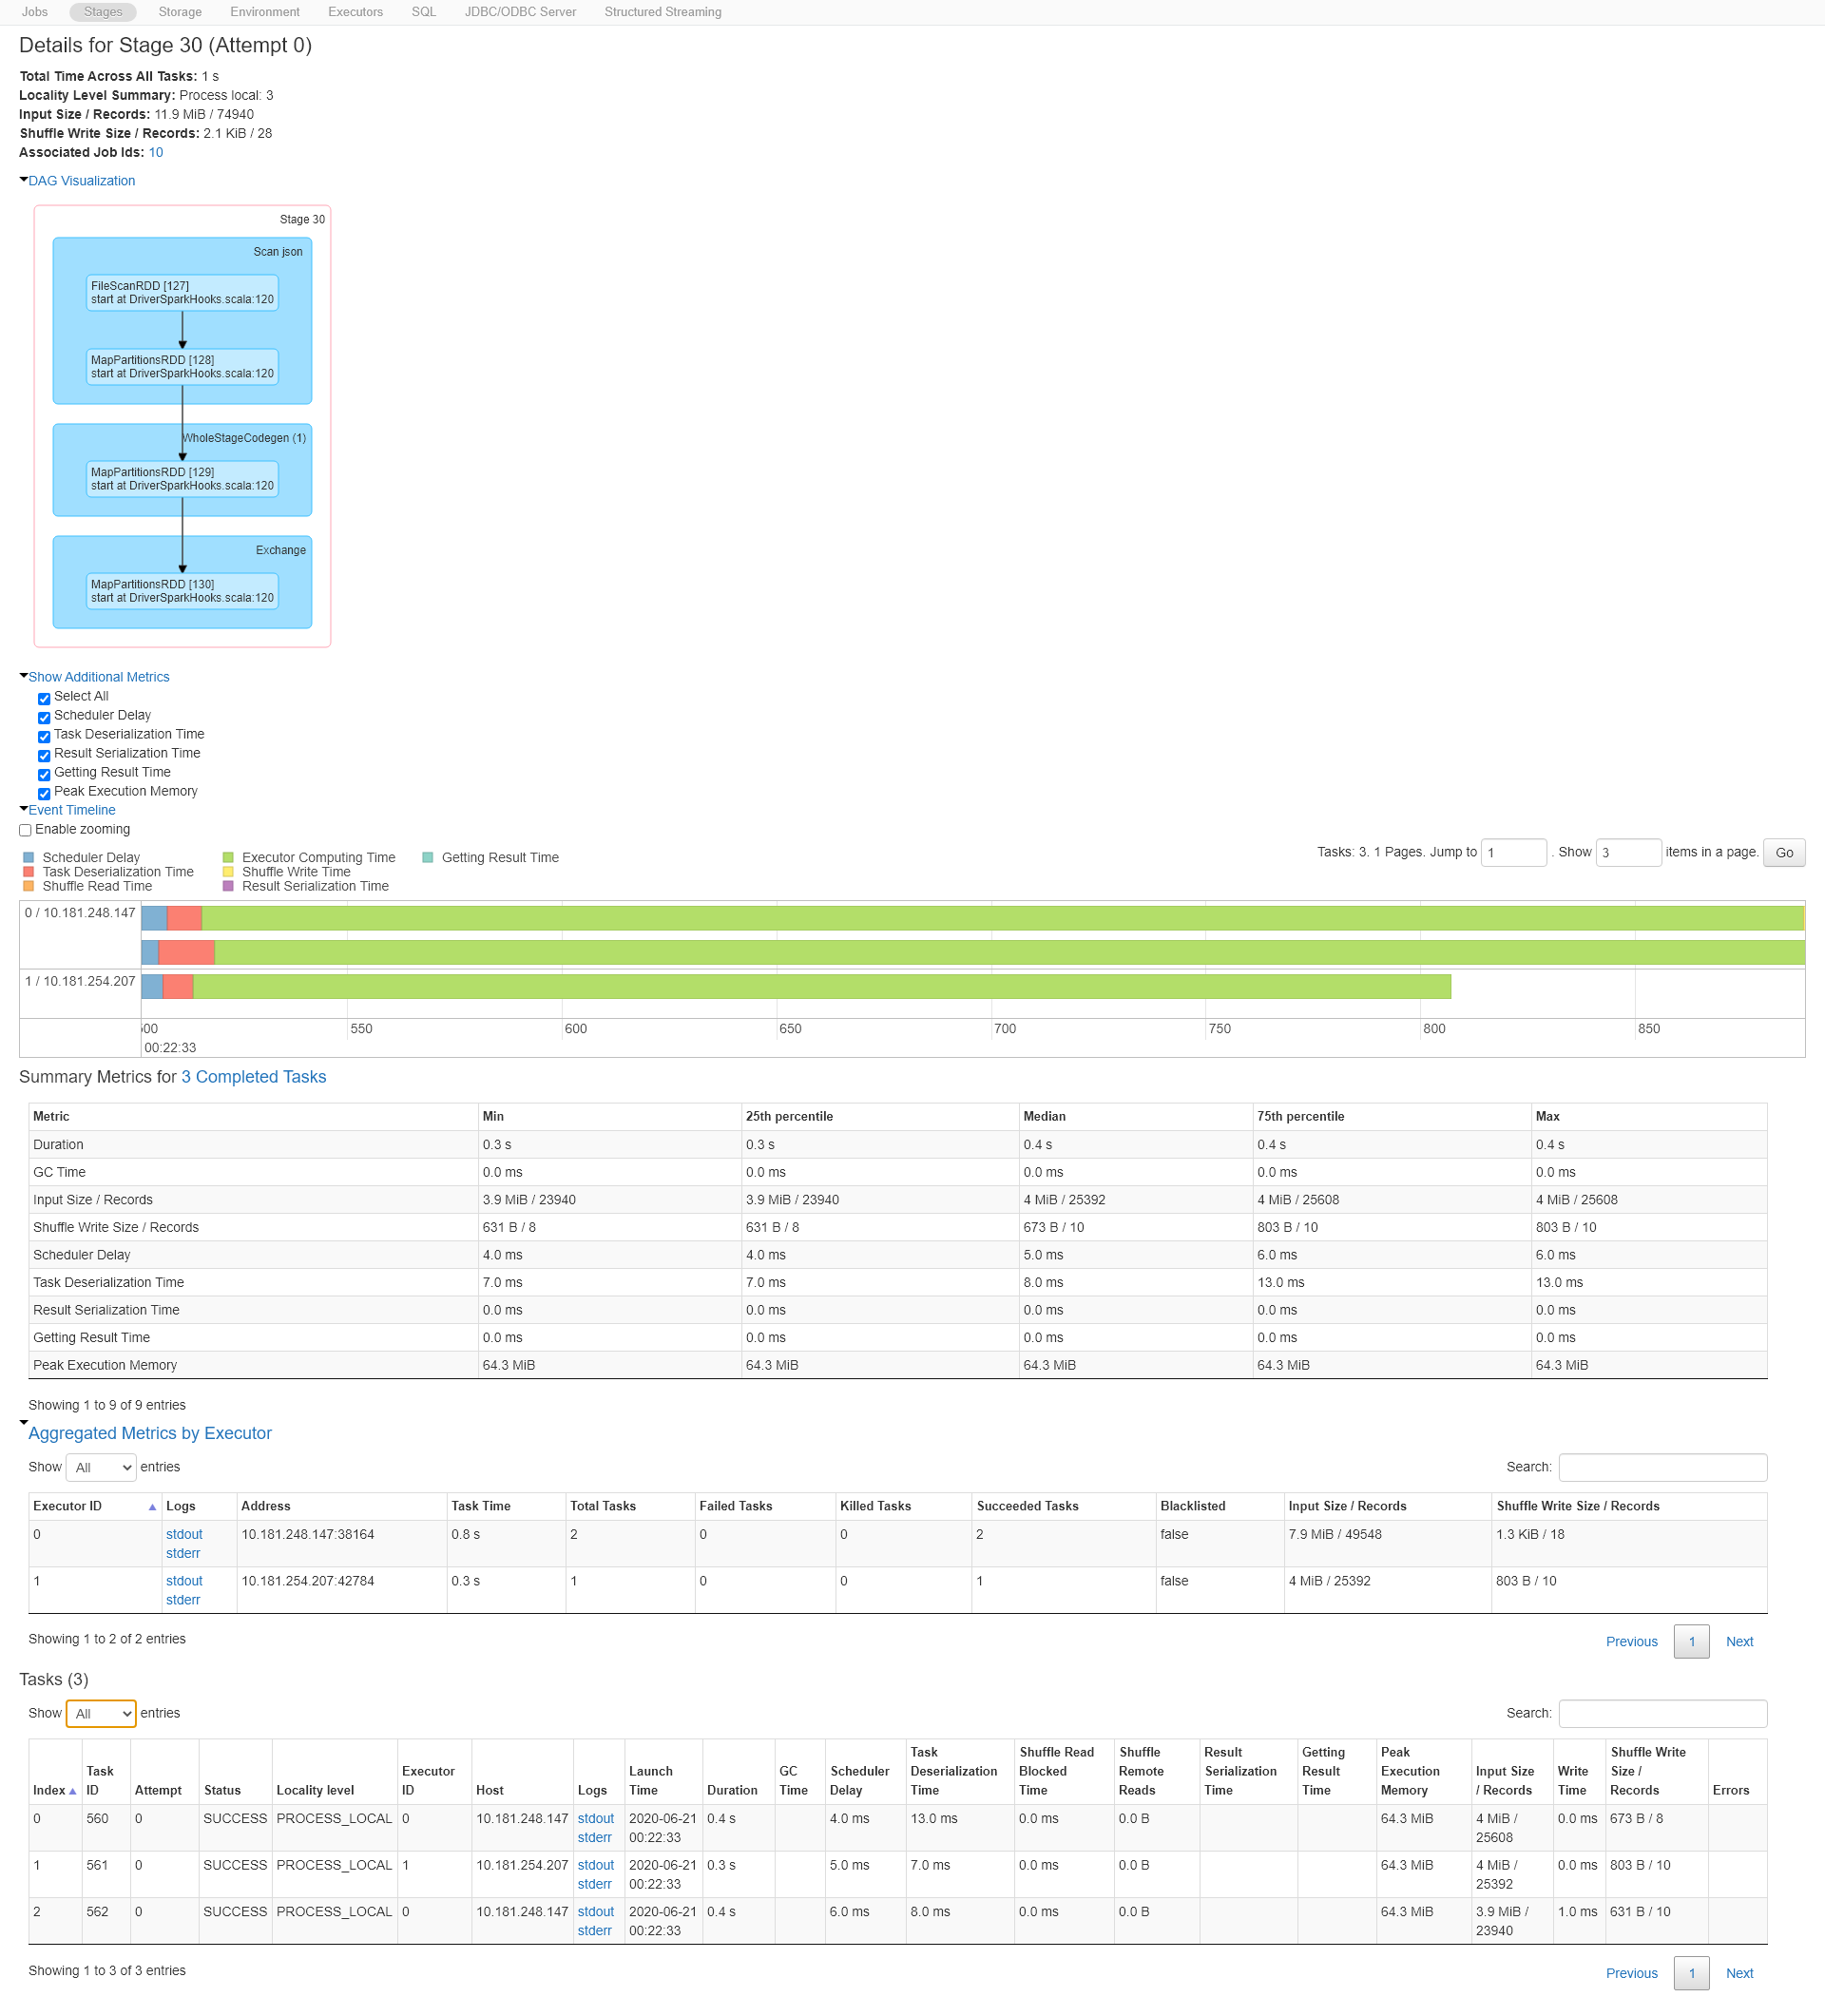 Jobs Stages Storage Environment Executors SQL JDBC/ODBC Server Structured Streaming
Details for Stage 30 (Attempt 0)
Total Time Across All Tasks: 1 s
Locality Level Summary: Process local: 3
Input Size / Records: 11.9 MiB / 74940
Shuffle Write Size / Records: 2.1 KiB / 28
Associated Job Ids: 10
DAG Visualization
Stage 30
Scan json
FileScanRDD [127]
start at DriverSparkHooks.scala:120
MapPartitionsRDD [128]
start at DriverSparkHooks.scala:120
WholeStageCodegen (1)
MapPartitionsRDD [129]
start at DriverSparkHooks.scala:120
Exchange
MapPartitionsRDD [130]
start at DriverSparkHooks.scala:120
Show Additional Metrics
Select All
Scheduler Delay
Task Deserialization Time
Result Serialization Time
Getting Result Time
Peak Execution Memory
Event Timeline
Enable zooming
Tasks: 3. 1 Pages. Jump to 1 . Show 3 items in a page. Go
Scheduler Delay Executor Computing Time Getting Result Time
Task Deserialization Time Shuffle Write Time
Shuffle Read Time Result Serialization Time
0 / 10.181.248.147
1 / 10.181.254.207
00 550 600 650 700 750 800 850
00:22:33
Summary Metrics for 3 Completed Tasks
Metric Min 25th percentile Median 75th percentile Max
Duration 0.3 s 0.3 s 0.4 s 0.4 s 0.4 s
GC Time 0.0 ms 0.0 ms 0.0 ms 0.0 ms 0.0 ms
Input Size / Records 3.9 MiB / 23940 3.9 MiB / 23940 4 MiB / 25392 4 MiB / 25608 4 MiB / 25608
Shuffle Write Size / Records 631 B / 8 631 B / 8 673 B / 10 803 B / 10 803 B / 10
Scheduler Delay 4.0 ms 4.0 ms 5.0 ms 6.0 ms 6.0 ms
Task Deserialization Time 7.0 ms 7.0 ms 8.0 ms 13.0 ms 13.0 ms
Result Serialization Time 0.0 ms 0.0 ms 0.0 ms 0.0 ms 0.0 ms
Getting Result Time 0.0 ms 0.0 ms 0.0 ms 0.0 ms 0.0 ms
Peak Execution Memory 64.3 MiB 64.3 MiB 64.3 MiB 64.3 MiB 64.3 MiB
Showing 1 to 9 of 9 entries
Aggregated Metrics by Executor
Show All entries Search:
Executor ID Logs Address Task Time Total Tasks Failed Tasks Killed Tasks Succeeded Tasks Blacklisted Input Size / Records Shuffle Write Size / Records
0 stdout 10.181.248.147:38164 0.8 s 2 0 0 2 false 7.9 MiB / 49548 1.3 KiB / 18
stderr
1 stdout 10.181.254.207:42784 0.3 s 1 0 0 1 false 4 MiB / 25392 803 B / 10
stderr
Showing 1 to 2 of 2 entries
Previous 1 Next
Tasks (3)
Show All entries Search:
Task Shuffle Read Shuffle Result Getting Peak Shuffle Write
Task Executor Launch GC Scheduler Deserialization Blocked Remote Serialization Result Execution Input Size Write Size /
Index ID Attempt Status Locality level ID Host Logs Time Duration Time Delay Time Time Reads Time Time Memory / Records Time Records Errors
0 560 0 SUCCESS PROCESS_LOCAL 0 10.181.248.147 stdout 2020-06-21 0.4 s 4.0 ms 13.0 ms 0.0 ms 0.0 B 64.3 MiB 4 MiB / 0.0 ms 673 B / 8
stderr 00:22:33 25608
1 561 0 SUCCESS PROCESS_LOCAL 1 10.181.254.207 stdout 2020-06-21 0.3 s 5.0 ms 7.0 ms 0.0 ms 0.0 B 64.3 MiB 4 MiB / 0.0 ms 803 B / 10
stderr 00:22:33 25392
2 562 0 SUCCESS PROCESS_LOCAL 0 10.181.248.147 stdout 2020-06-21 0.4 s 6.0 ms 8.0 ms 0.0 ms 0.0 B 64.3 MiB 3.9 MiB / 1.0 ms 631 B / 10
stderr 00:22:33 23940
Showing 1 to 3 of 3 entries
Previous 1 Next